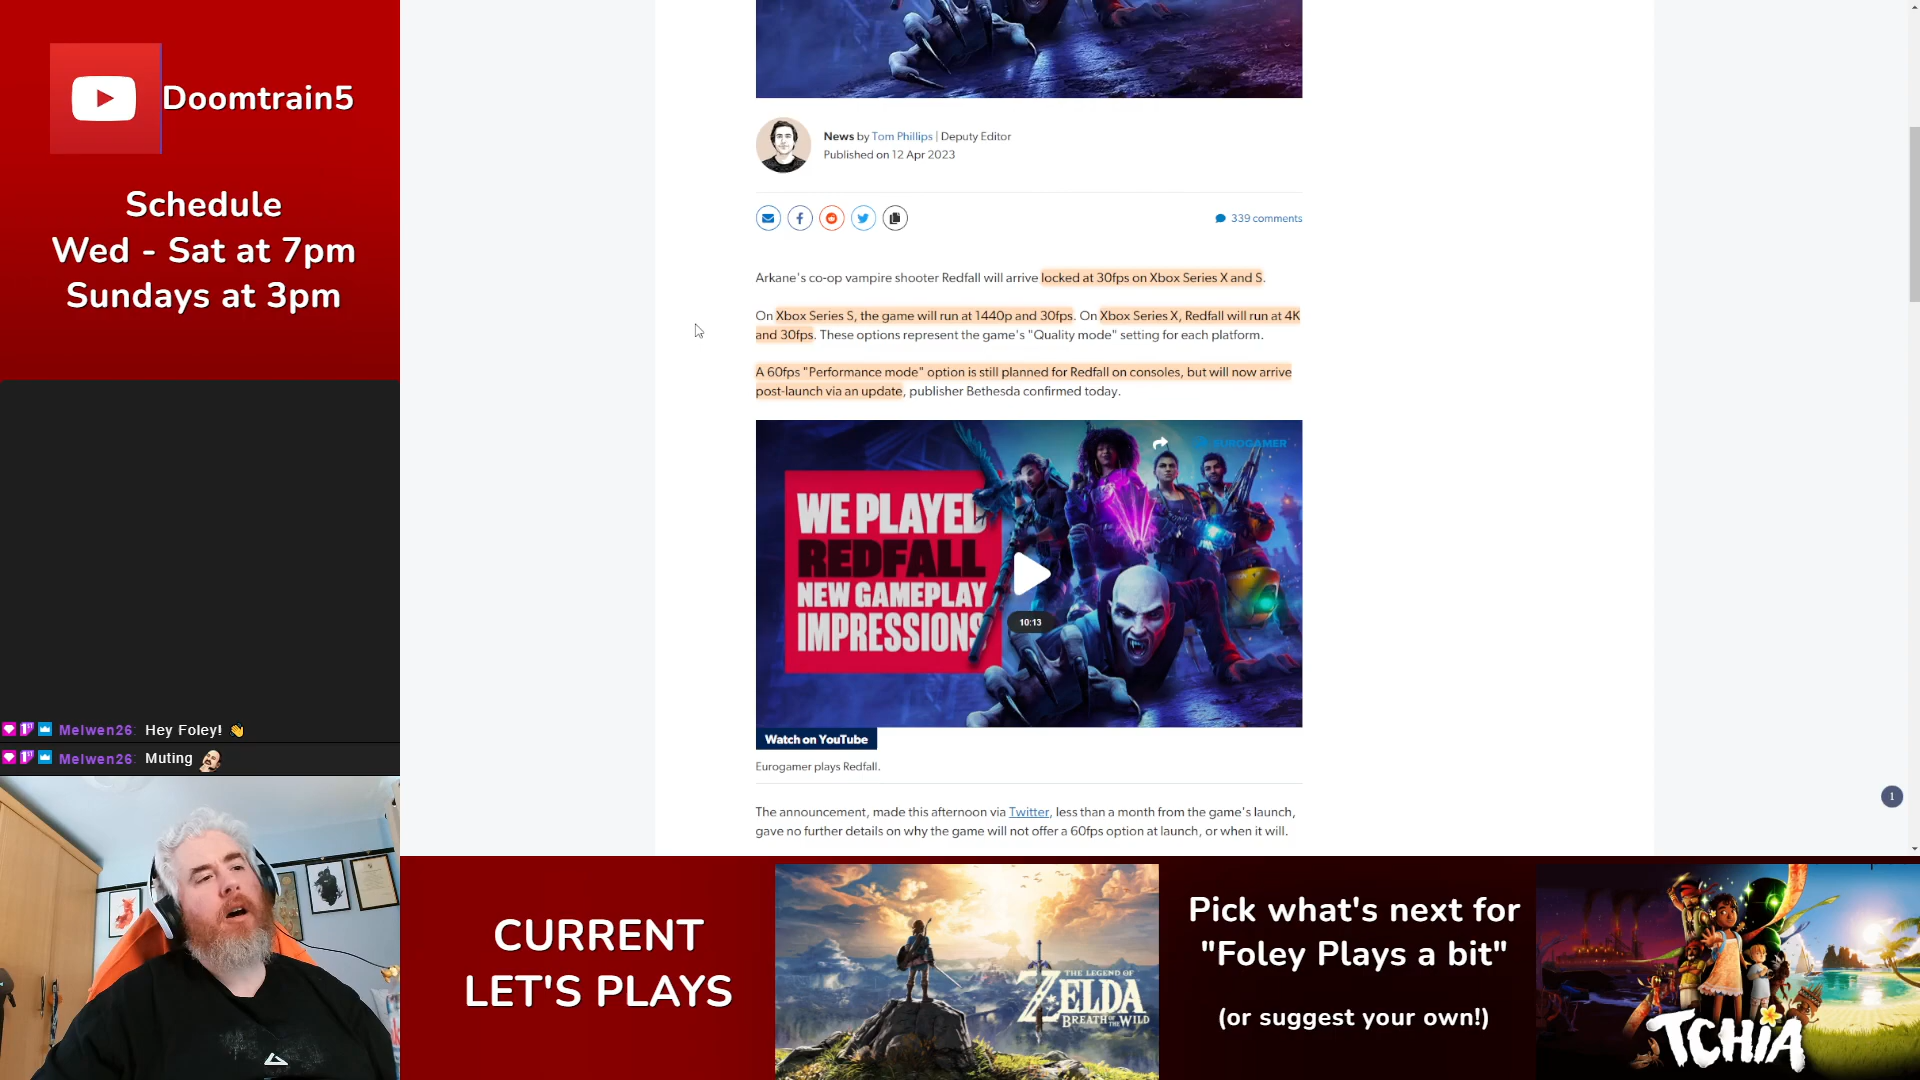 Doomtrain5
Schedule
Wed - Sat at 7pm
Sundays at 3pm
Melwen26: Hey Foley! 👋
Melwen26: Muting
News by Tom Phillips | Deputy Editor
Published on 12 Apr 2023
339 comments
Arkane's co-op vampire shooter Redfall will arrive locked at 30fps on Xbox Series X and S.
On Xbox Series S, the game will run at 1440p and 30fps. On Xbox Series X, Redfall will run at 4K
and 30fps. These options represent the game's "Quality mode" setting for each platform.
A 60fps "Performance mode" option is still planned for Redfall on consoles, but will now arrive
post-launch via an update, publisher Bethesda confirmed today.
EUROGAMER
WE PLAYED
REDFALL
NEW GAMEPLAY
IMPRESSIONS
10:13
Watch on YouTube
Eurogamer plays Redfall.
The announcement, made this afternoon via Twitter, less than a month from the game's launch,
gave no further details on why the game will not offer a 60fps option at launch, or when it will.
1
CURRENT
LET'S PLAYS
THE LEGEND OF
ZELDA
BREATH OF THE WILD
Pick what's next for
"Foley Plays a bit"
(or suggest your own!)
TCHIA